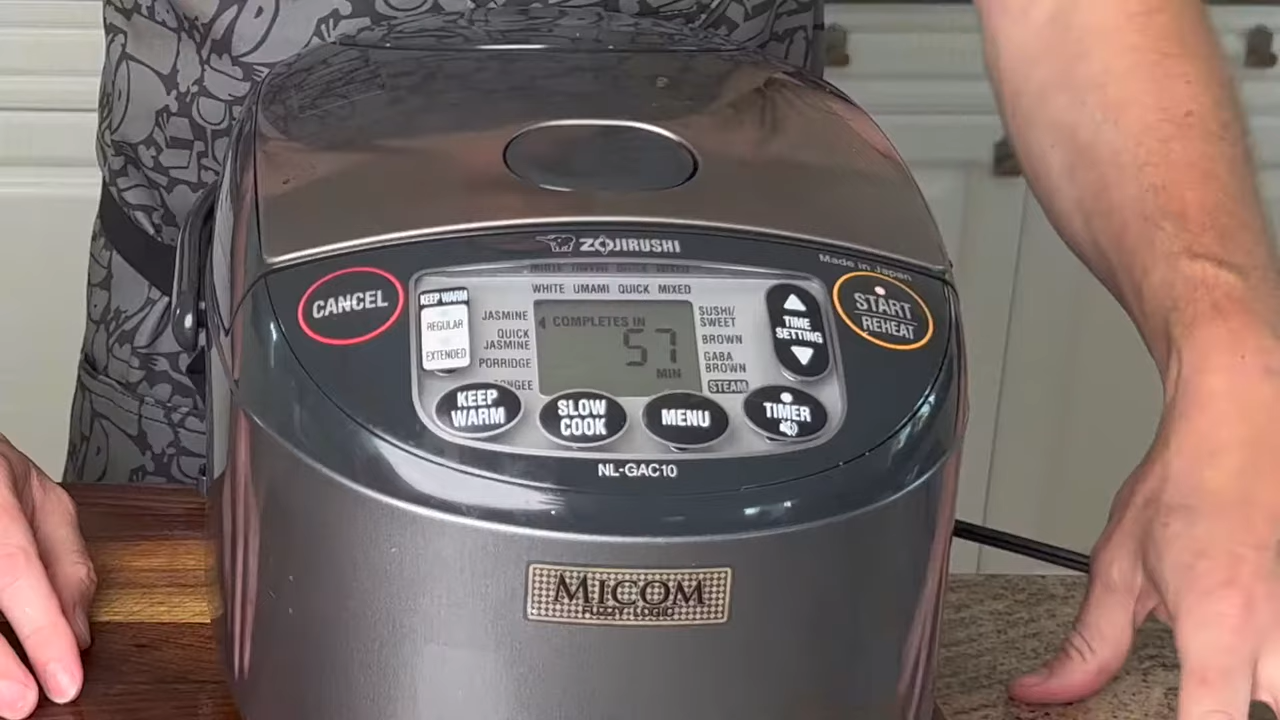 ZOJIRUSHI
Made in Japan
CANCEL
KEEP WARM
REGULAR
EXTENDED
WHITE UMAMI QUICK MIXED
JASMINE
QUICK
JASMINE
PORRIDGE
COMPLETES IN
57
MIN
SUSHI/
SWEET
BROWN
GABA
BROWN
STEAM
TIME
SETTING
START
REHEAT
KEEP
WARM
SLOW
COOK
MENU
TIMER
NL-GAC10
MICOM
FUZZY LOGIC